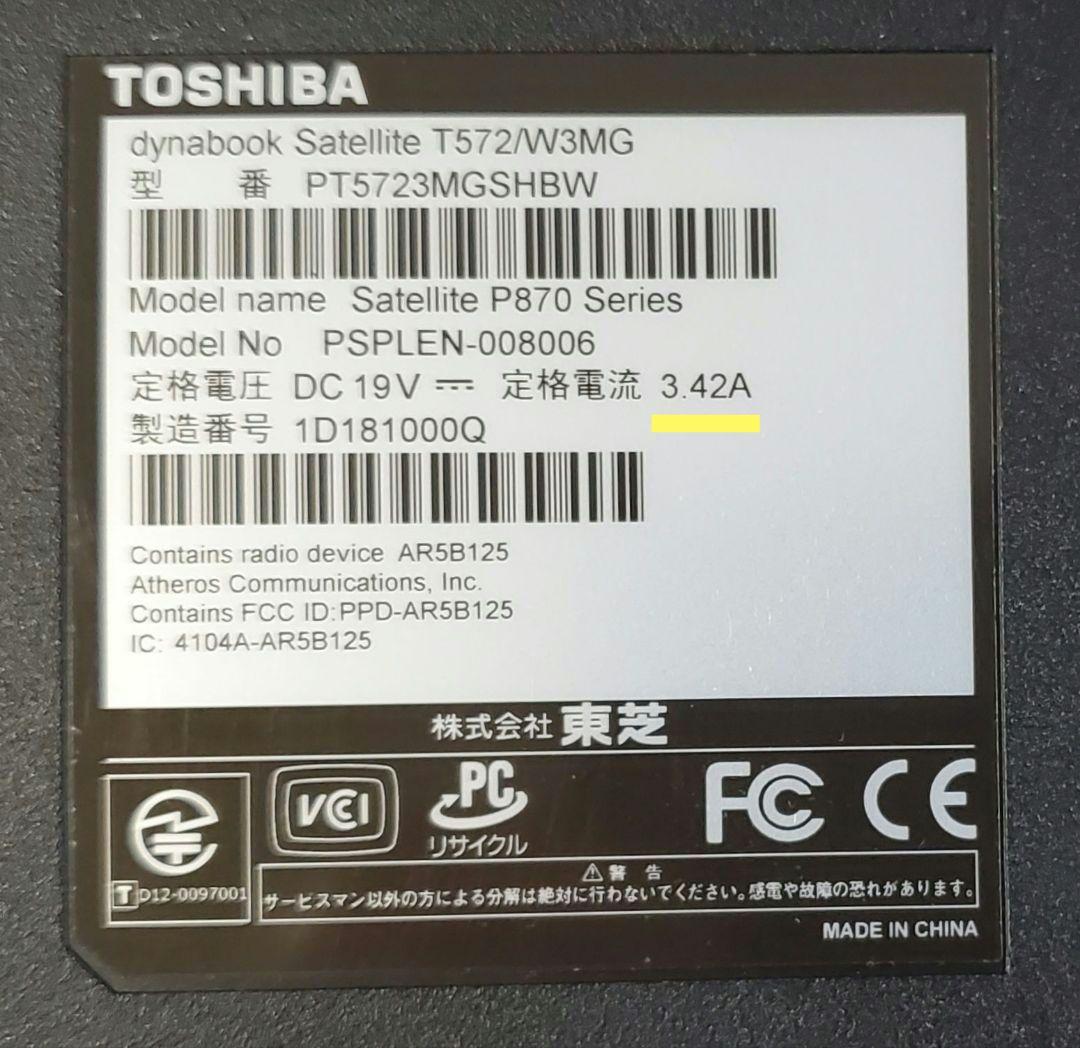 TOSHIBA
dynabook Satellite T572/W3MG
型 番 PT5723MGSHBW
Model name Satellite P870 Series
Model No PSPLEN-008006
定格電圧 DC 19V ⎓ 定格電流 3.42A
製造番号 1D181000Q
Contains radio device AR5B125
Atheros Communications, Inc.
Contains FCC ID:PPD-AR5B125
IC: 4104A-AR5B125
株式会社 東芝
VCCI PC FC CE
リサイクル
⚠警 告
T D12-0097001
サービスマン以外の方による分解は絶対に行わないでください。感電や故障の恐れがあります。
MADE IN CHINA